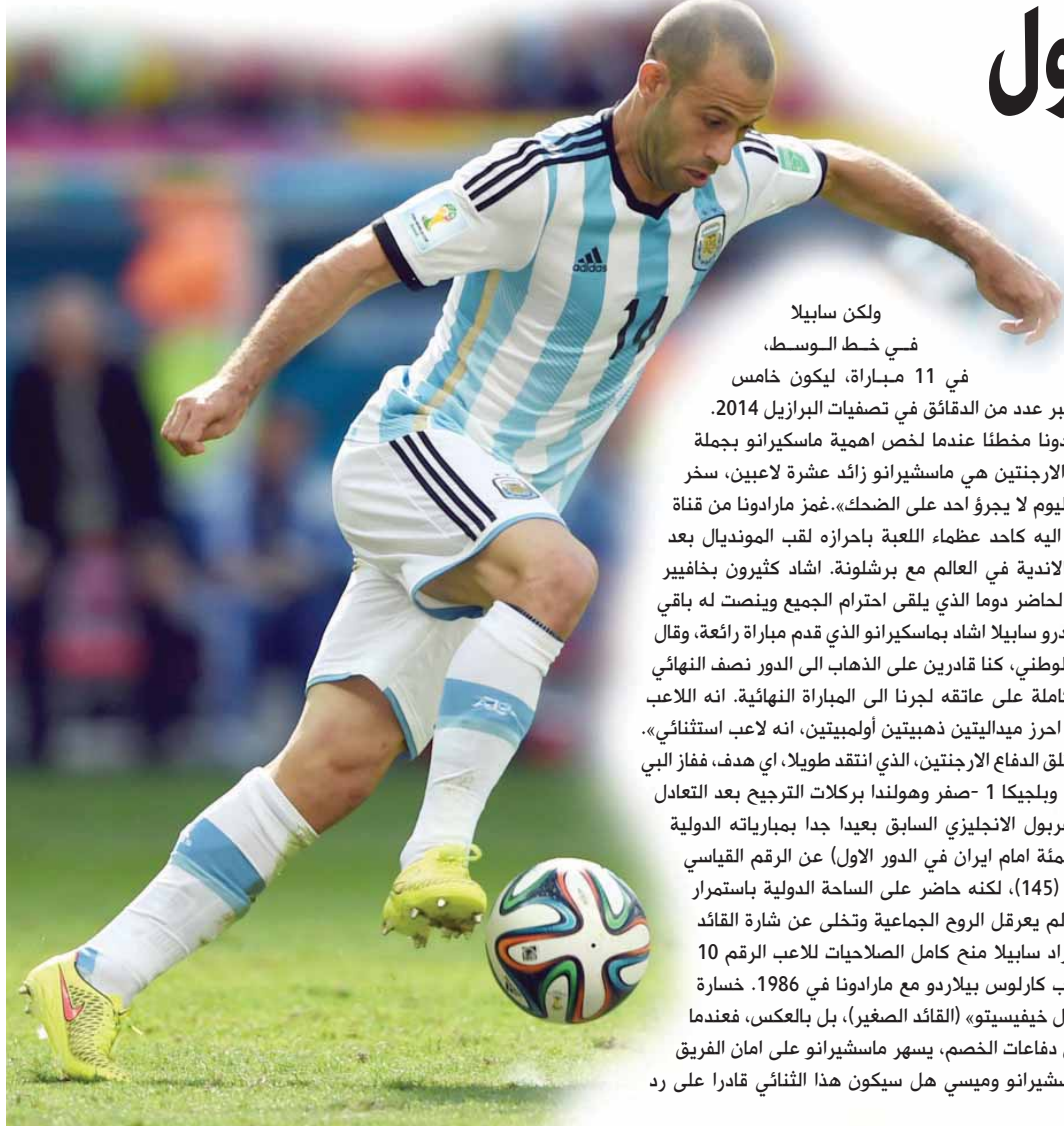 ول
ولكن سابيلا
فــي خــط الــوســط،
في 11 مــبــاراة، ليكون خامس
بر عدد من الدقائق في تصفيات البرازيل 2014.
دونا مخطئا عندما لخص اهمية ماسكيرانو بجملة
الارجنتين هي ماسشيرانو زائد عشرة لاعبين، سخر
ليوم لا يجرؤ احد على الضحك».غمز مارادونا من قناة
اليه كاحد عظماء اللعبة باحرازه لقب المونديال بعد
لاندية في العالم مع برشلونة. اشاد كثيرون بخافيير
لحاضر دوما الذي يلقى احترام الجميع وينصت له باقي
درو سابيلا اشاد بماسكيرانو الذي قدم مباراة رائعة، وقال
لوطني، كنا قادرين على الذهاب الى الدور نصف النهائي
كاملة على عاتقه لجرنا الى المباراة النهائية. انه اللاعب
احرز ميداليتين ذهبيتين أولمبيتين، انه لاعب استثنائي».
لق الدفاع الارجنتين، الذي انتقد طويلا، اي هدف، ففاز البي
وبلجيكا 1 -صفر وهولندا بركلات الترجيح بعد التعادل
ربول الانجليزي السابق بعيدا جدا بمبارياته الدولية
مئة امام ايران في الدور الاول) عن الرقم القياسي
(145)، لكنه حاضر على الساحة الدولية باستمرار
لم يعرقل الروح الجماعية وتخلى عن شارة القائد
راد سابيلا منح كامل الصلاحيات للاعب الرقم 10
ب كارلوس بيلاردو مع مارادونا في 1986. خسارة
ل خيفيسيتو» (القائد الصغير)، بل بالعكس، فعندما
دفاعات الخصم، يسهر ماسشيرانو على امان الفريق
سشيرانو وميسي هل سيكون هذا الثنائي قادرا على رد
adidas
14